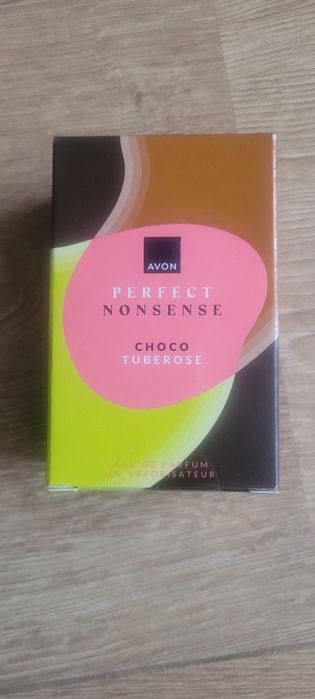 AVON
PERFECT
NONSENSE
CHOCO
TUBEROSE
EAU DE PARFUM
EN VAPORISATEUR